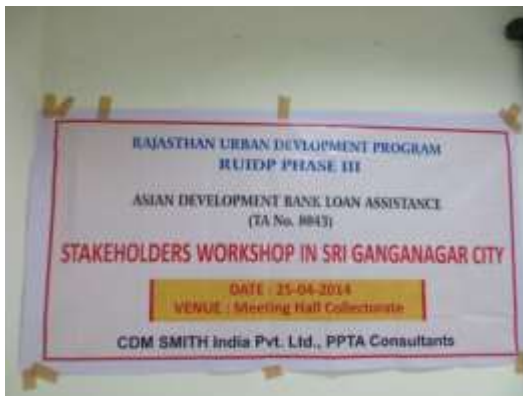 RAJASTHAN URBAN DEVLOPMENT PROGRAM
RUIDP PHASE III
ASIAN DEVELOPMENT BANK LOAN ASSISTANCE
(TA No. 8043)
STAKEHOLDERS WORKSHOP IN SRI GANGANAGAR CITY
DATE : 25-04-2014
VENUE : Meeting Hall Collectorate
CDM SMITH India Pvt. Ltd., PPTA Consultants